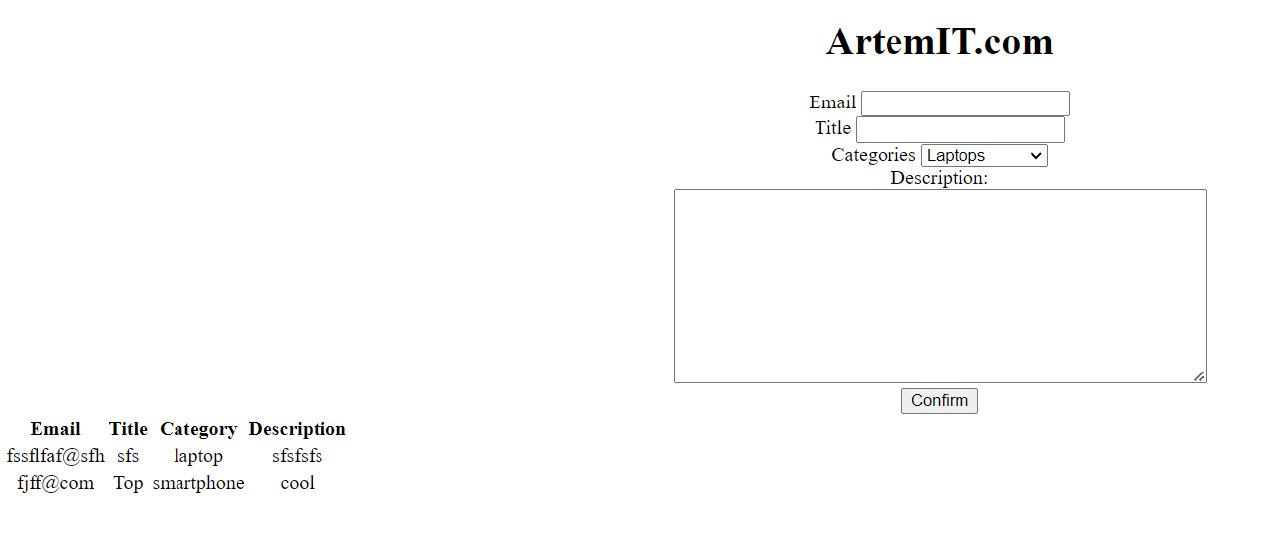 ArtemIT.com
Email
Title
Categories Laptops
Description:
Confirm
Email Title Category Description
fssflfaf@sfh sfs laptop sfsfsfs
fjff@com Top smartphone cool